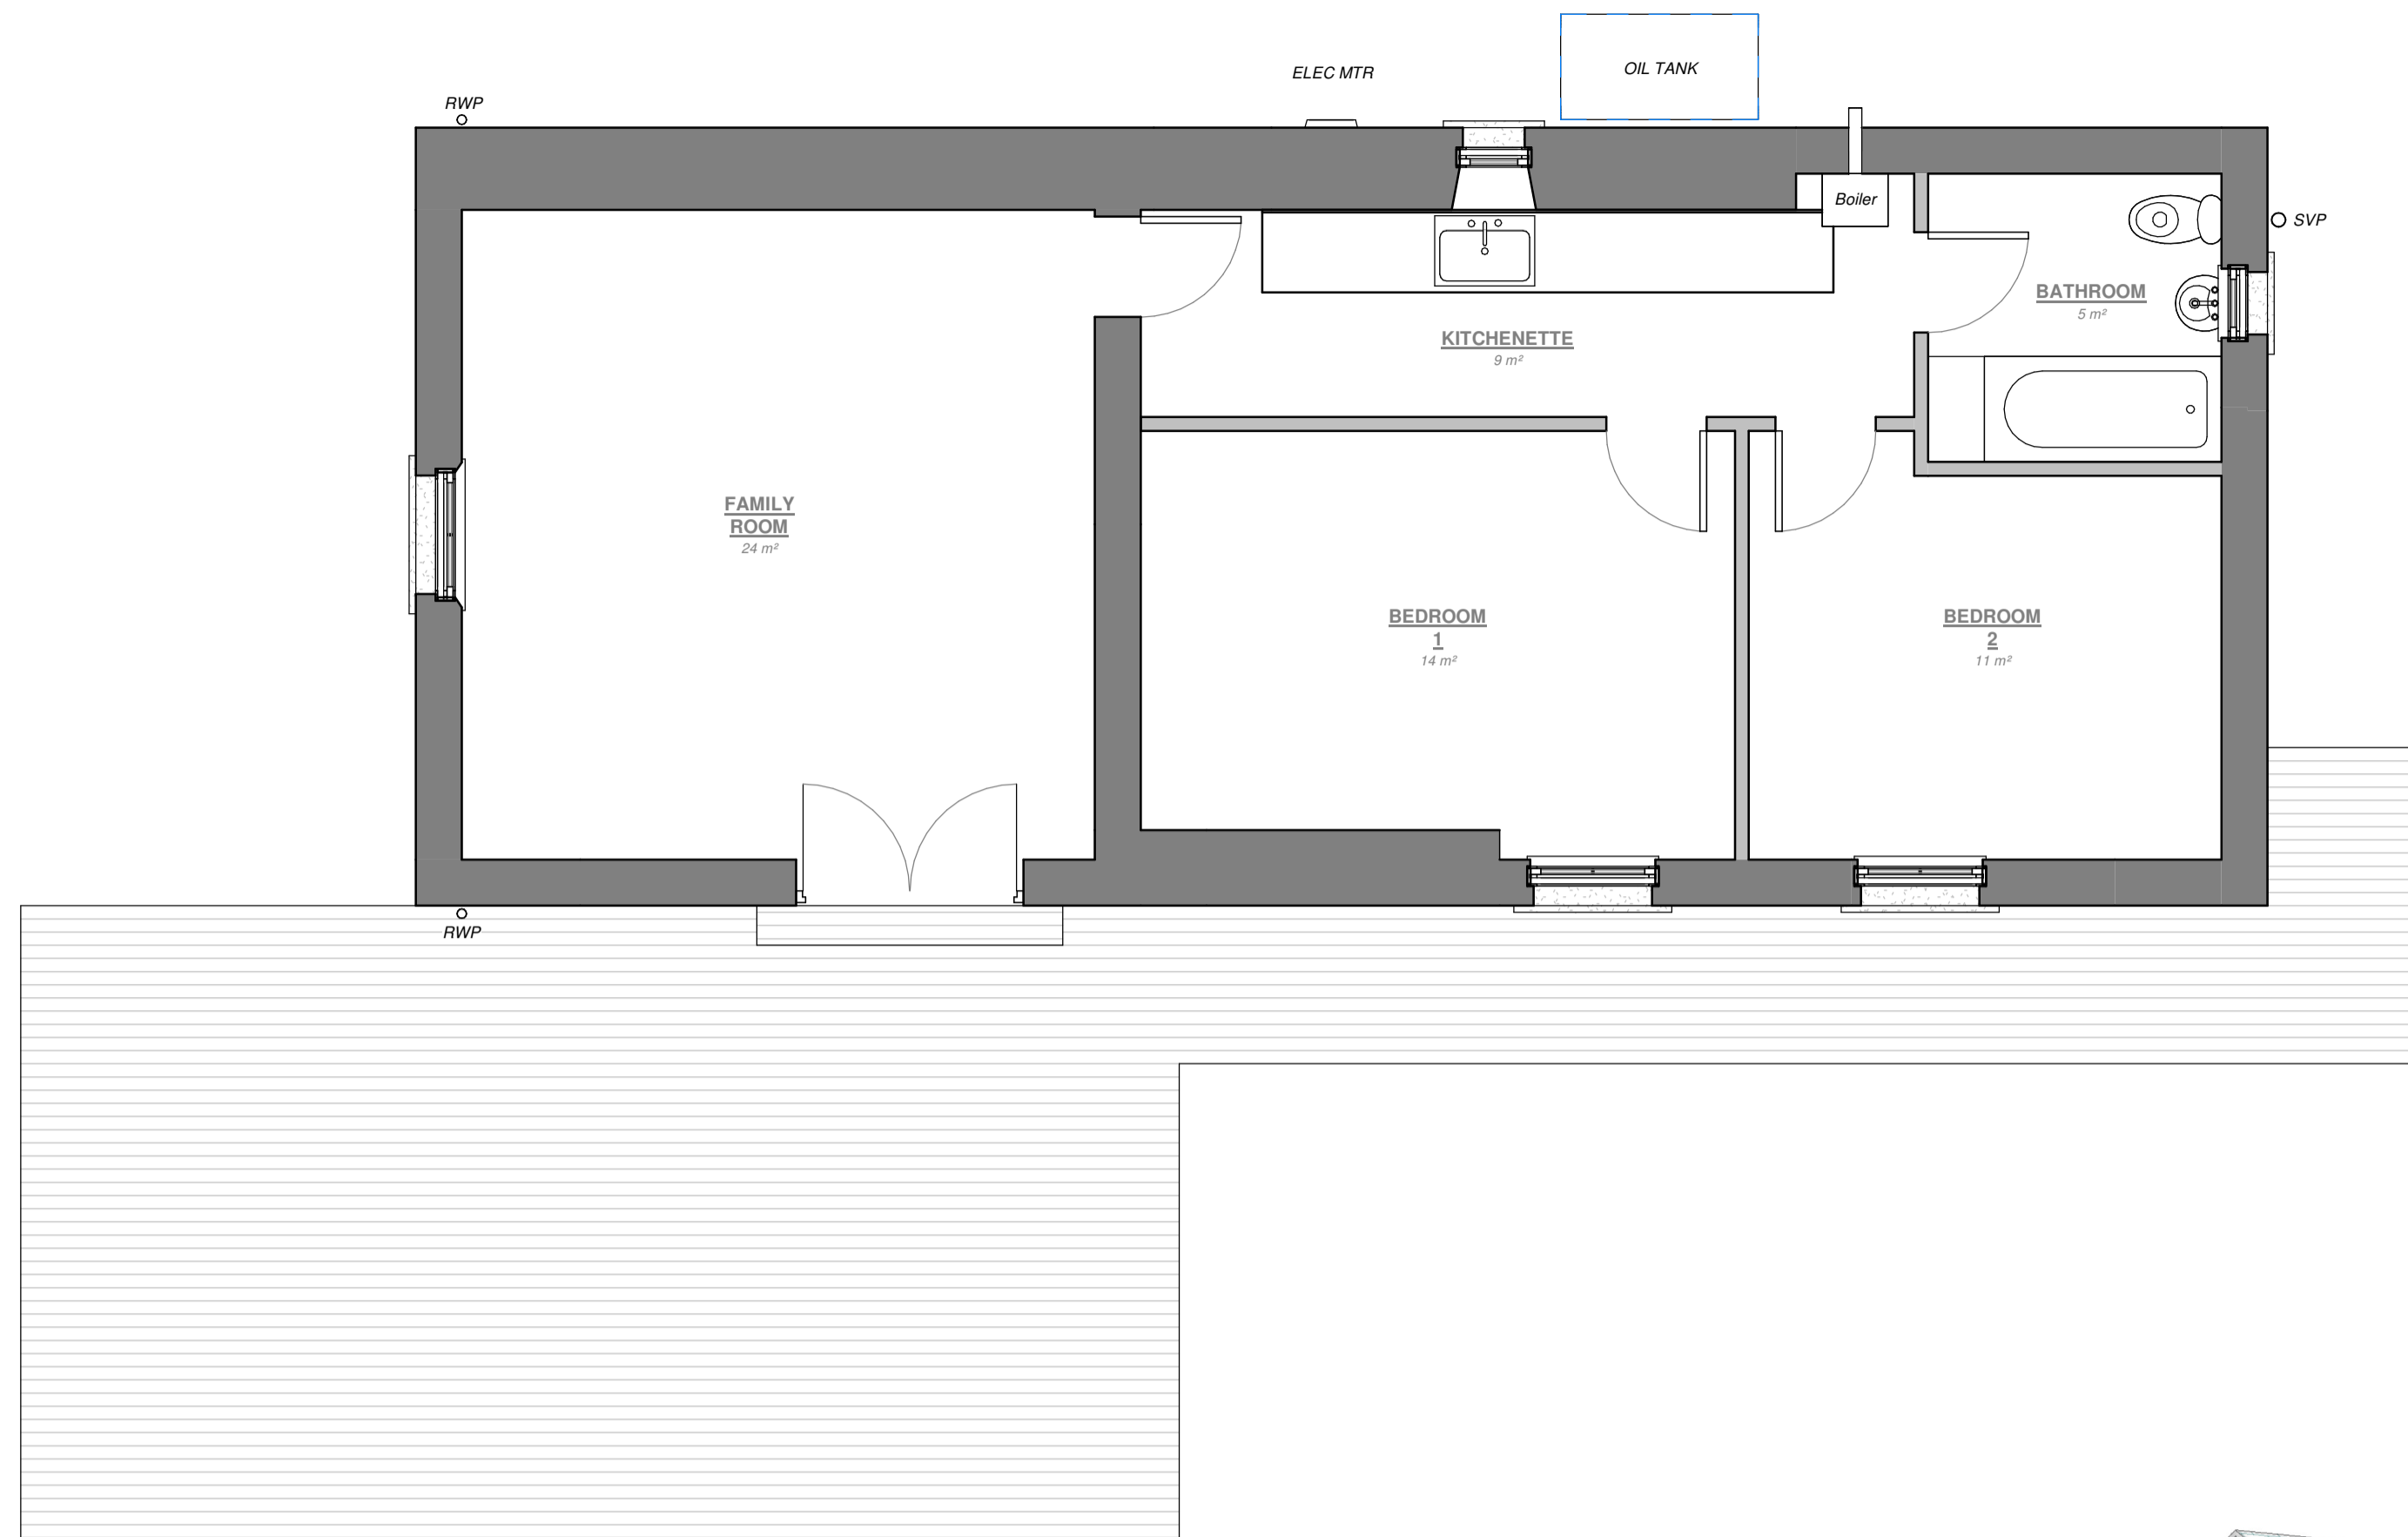 OIL TANK
ELEC MTR
RWP
Boiler
SVP
BATHROOM
5 m²
KITCHENETTE
9 m²
FAMILY
ROOM
24 m²
BEDROOM
1
14 m²
BEDROOM
2
11 m²
RWP